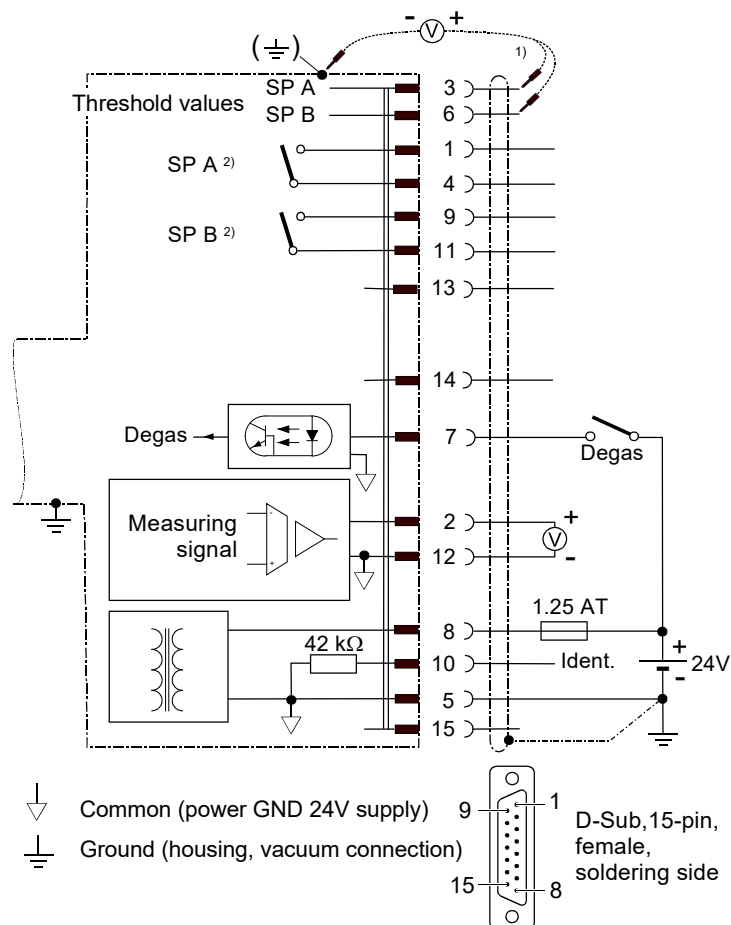 - V +
(⏚) 1)
SP A 3
Threshold values
SP B 6
1
SP A 2)
4
9
SP B 2)
11
13
14
Degas 7
Degas
Measuring signal
- 2 +
V
+ 12 -
1.25 AT
8
42 kΩ
10 Ident. + 24V
-
5
15
Common (power GND 24V supply)
Ground (housing, vacuum connection)
9 1
15 8
D-Sub,15-pin,
female,
soldering side